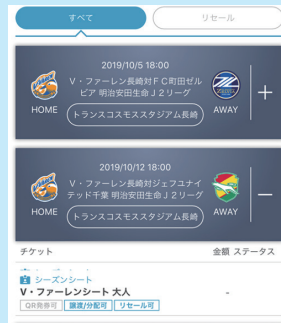 すべて
リセール
2019/10/5 18:00
V・ファーレン長崎対FC町田ゼル
ビア 明治安田生命J2リーグ
HOME
トランスコスモススタジアム長崎
AWAY
2019/10/12 18:00
V・ファーレン長崎対ジェフユナイ
テッド千葉 明治安田生命J2リーグ
HOME
トランスコスモススタジアム長崎
AWAY
チケット
金額 ステータス
シーズンシート
V・ファーレンシート 大人
-
QR発券可 譲渡/分配可 リセール可